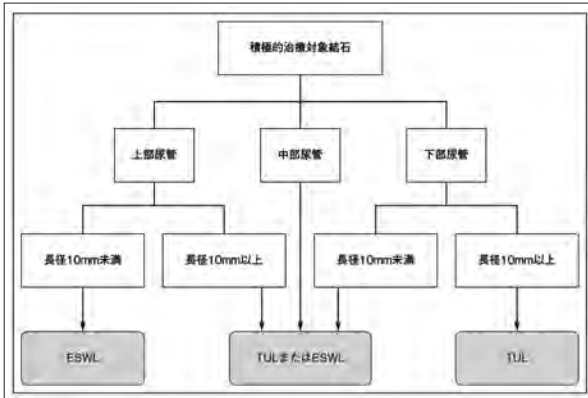 積極的治療対象結石
上部尿管
中部尿管
下部尿管
長径10mm未満
長径10mm以上
長径10mm未満
長径10mm以上
ESWL
TULまたはESWL
TUL